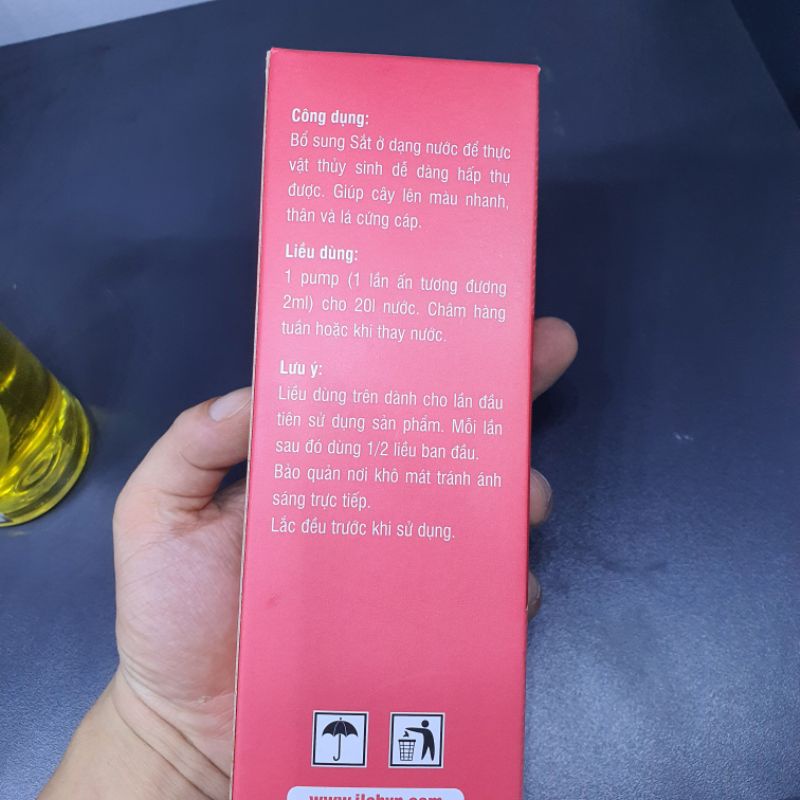 Công dụng:
Bổ sung Sắt ở dạng nước để thực
vật thủy sinh dễ dàng hấp thụ
được. Giúp cây lên màu nhanh,
thân và lá cứng cáp.
Liều dùng:
1 pump (1 lần ấn tương đương
2ml) cho 20l nước. Châm hàng
tuần hoặc khi thay nước.
Lưu ý:
Liều dùng trên dành cho lần đầu
tiên sử dụng sản phẩm. Mỗi lần
sau đó dùng 1/2 liều ban đầu.
Bảo quản nơi khô mát tránh ánh
sáng trực tiếp.
Lắc đều trước khi sử dụng.